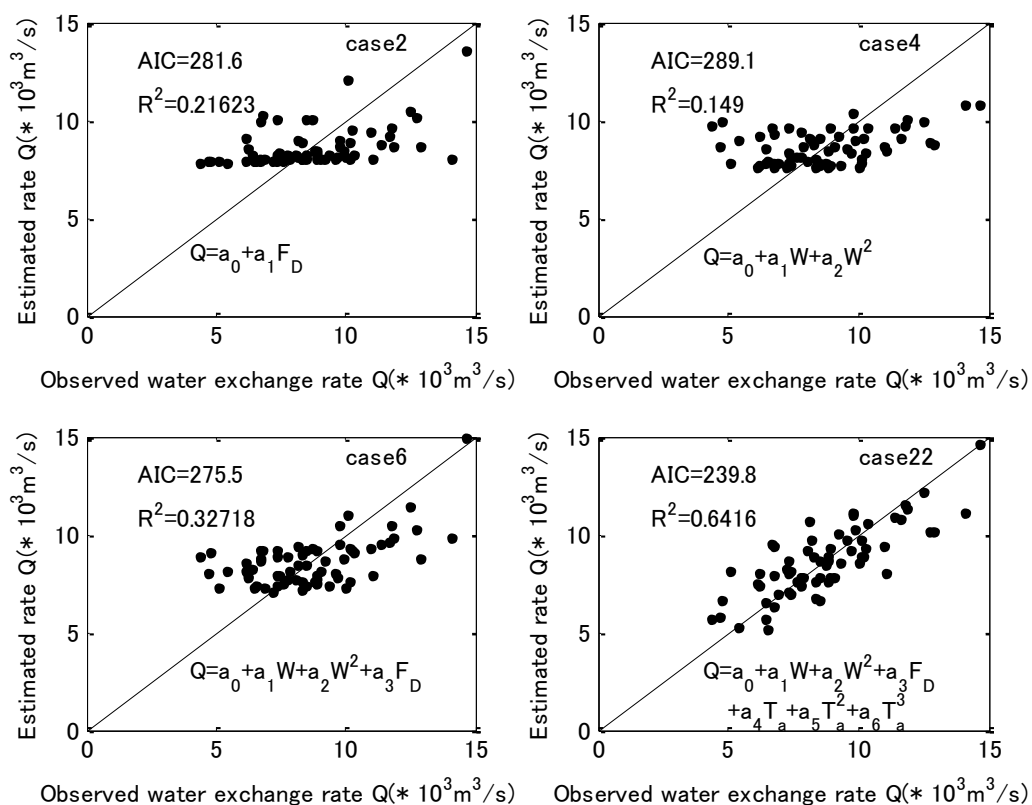 15
10
5
0
0 5 10 15
case2
AIC=281.6
R²=0.21623
Q=a₀+a₁F_D
Estimated rate Q(* 10³m³/s)
Observed water exchange rate Q(* 10³m³/s)
15
10
5
0
0 5 10 15
case4
AIC=289.1
R²=0.149
Q=a₀+a₁W+a₂W²
Estimated rate Q(* 10³m³/s)
Observed water exchange rate Q(* 10³m³/s)
15
10
5
0
0 5 10 15
case6
AIC=275.5
R²=0.32718
Q=a₀+a₁W+a₂W²+a₃F_D
Estimated rate Q(* 10³m³/s)
Observed water exchange rate Q(* 10³m³/s)
15
10
5
0
0 5 10 15
case22
AIC=239.8
R²=0.6416
Q=a₀+a₁W+a₂W²+a₃F_D
+a₄T_a+a₅T_a²+a₆T_a³
Estimated rate Q(* 10³m³/s)
Observed water exchange rate Q(* 10³m³/s)